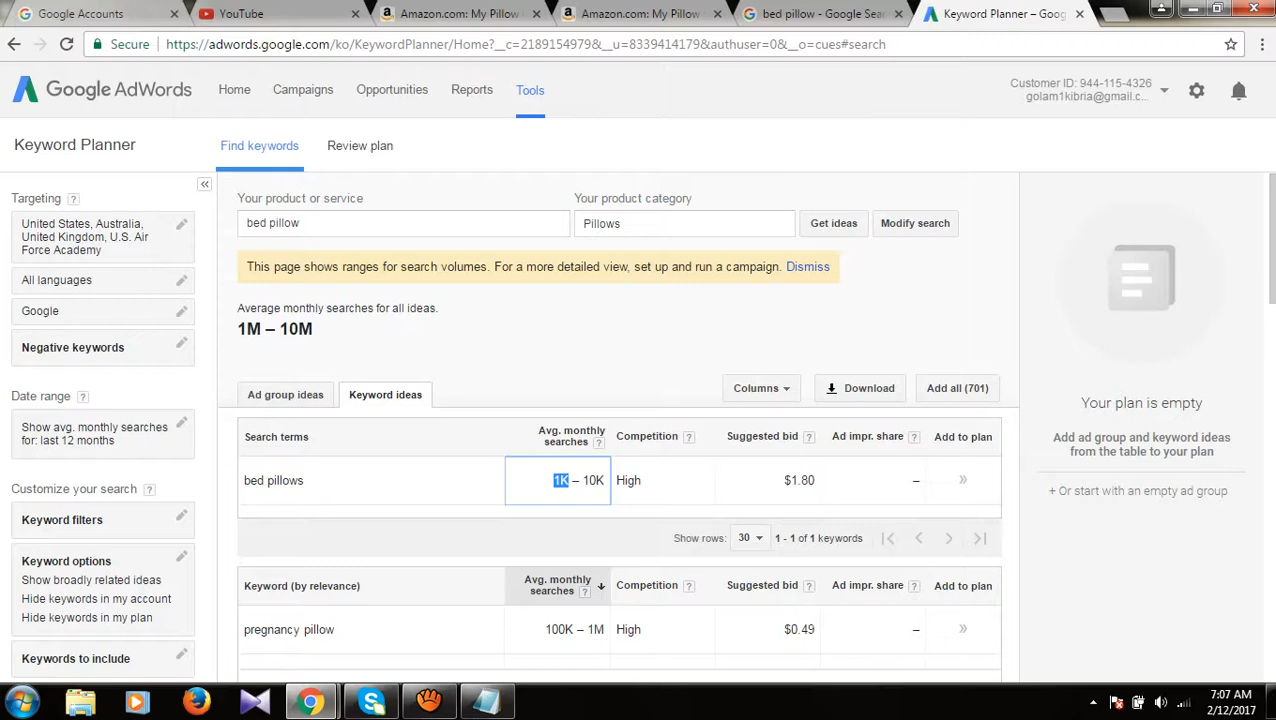 Google Accounts
YouTube
Amazon.com: My Pillow
Amazon.com: My Pillow
bed pillows - Google Sea
Keyword Planner – Goog
Secure
https://adwords.google.com/ko/KeywordPlanner/Home?__c=2189154979&__u=8339414179&authuser=0&__o=cues#search
Google AdWords
Home
Campaigns
Opportunities
Reports
Tools
Customer ID: 944-115-4326
golam1kibria@gmail.c...
Keyword Planner
Find keywords
Review plan
Targeting ?
United States, Australia,
United Kingdom, U.S. Air
Force Academy
All languages
Google
Negative keywords
Date range ?
Show avg. monthly searches
for: last 12 months
Customize your search ?
Keyword filters
Keyword options
Show broadly related ideas
Hide keywords in my account
Hide keywords in my plan
Keywords to include
Your product or service
bed pillow
Your product category
Pillows
Get ideas
Modify search
This page shows ranges for search volumes. For a more detailed view, set up and run a campaign. Dismiss
Average monthly searches for all ideas.
1M – 10M
Ad group ideas
Keyword ideas
Columns
Download
Add all (701)
Search terms
Avg. monthly
searches ?
Competition ?
Suggested bid ?
Ad impr. share ?
Add to plan
bed pillows
1K – 10K
High
$1.80
–
»
Show rows:
30
1 - 1 of 1 keywords
Keyword (by relevance)
Avg. monthly
searches ?
Competition ?
Suggested bid ?
Ad impr. share ?
Add to plan
pregnancy pillow
100K – 1M
High
$0.49
–
»
Your plan is empty
Add ad group and keyword ideas
from the table to your plan
+ Or start with an empty ad group
7:07 AM
2/12/2017